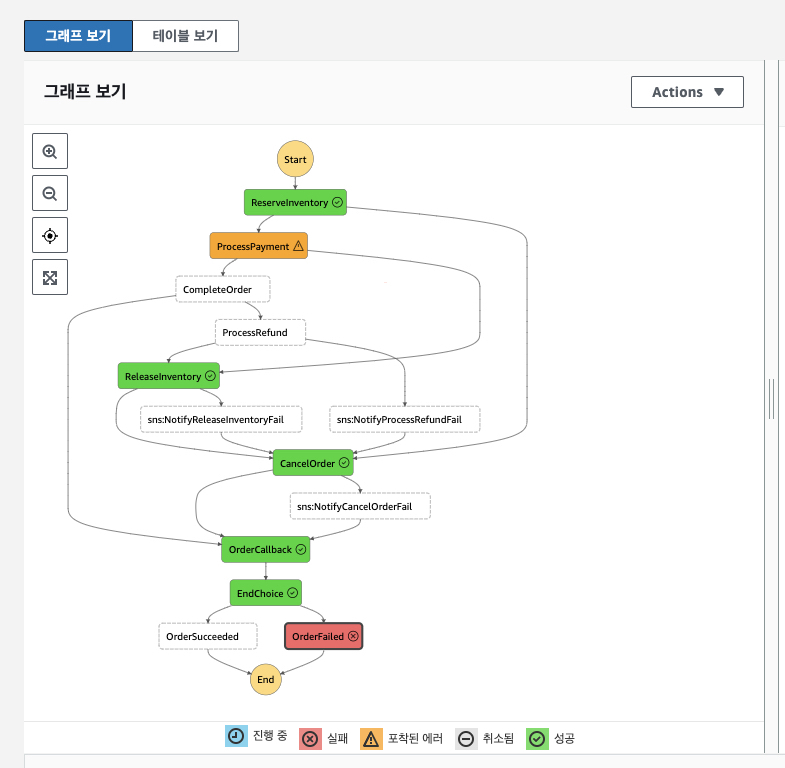 그래프 보기
테이블 보기
그래프 보기
Actions
Start
ReserveInventory
ProcessPayment
CompleteOrder
ProcessRefund
ReleaseInventory
sns:NotifyReleaseInventoryFail
sns:NotifyProcessRefundFail
CancelOrder
sns:NotifyCancelOrderFail
OrderCallback
EndChoice
OrderSucceeded
OrderFailed
End
진행 중
실패
포착된 에러
취소됨
성공